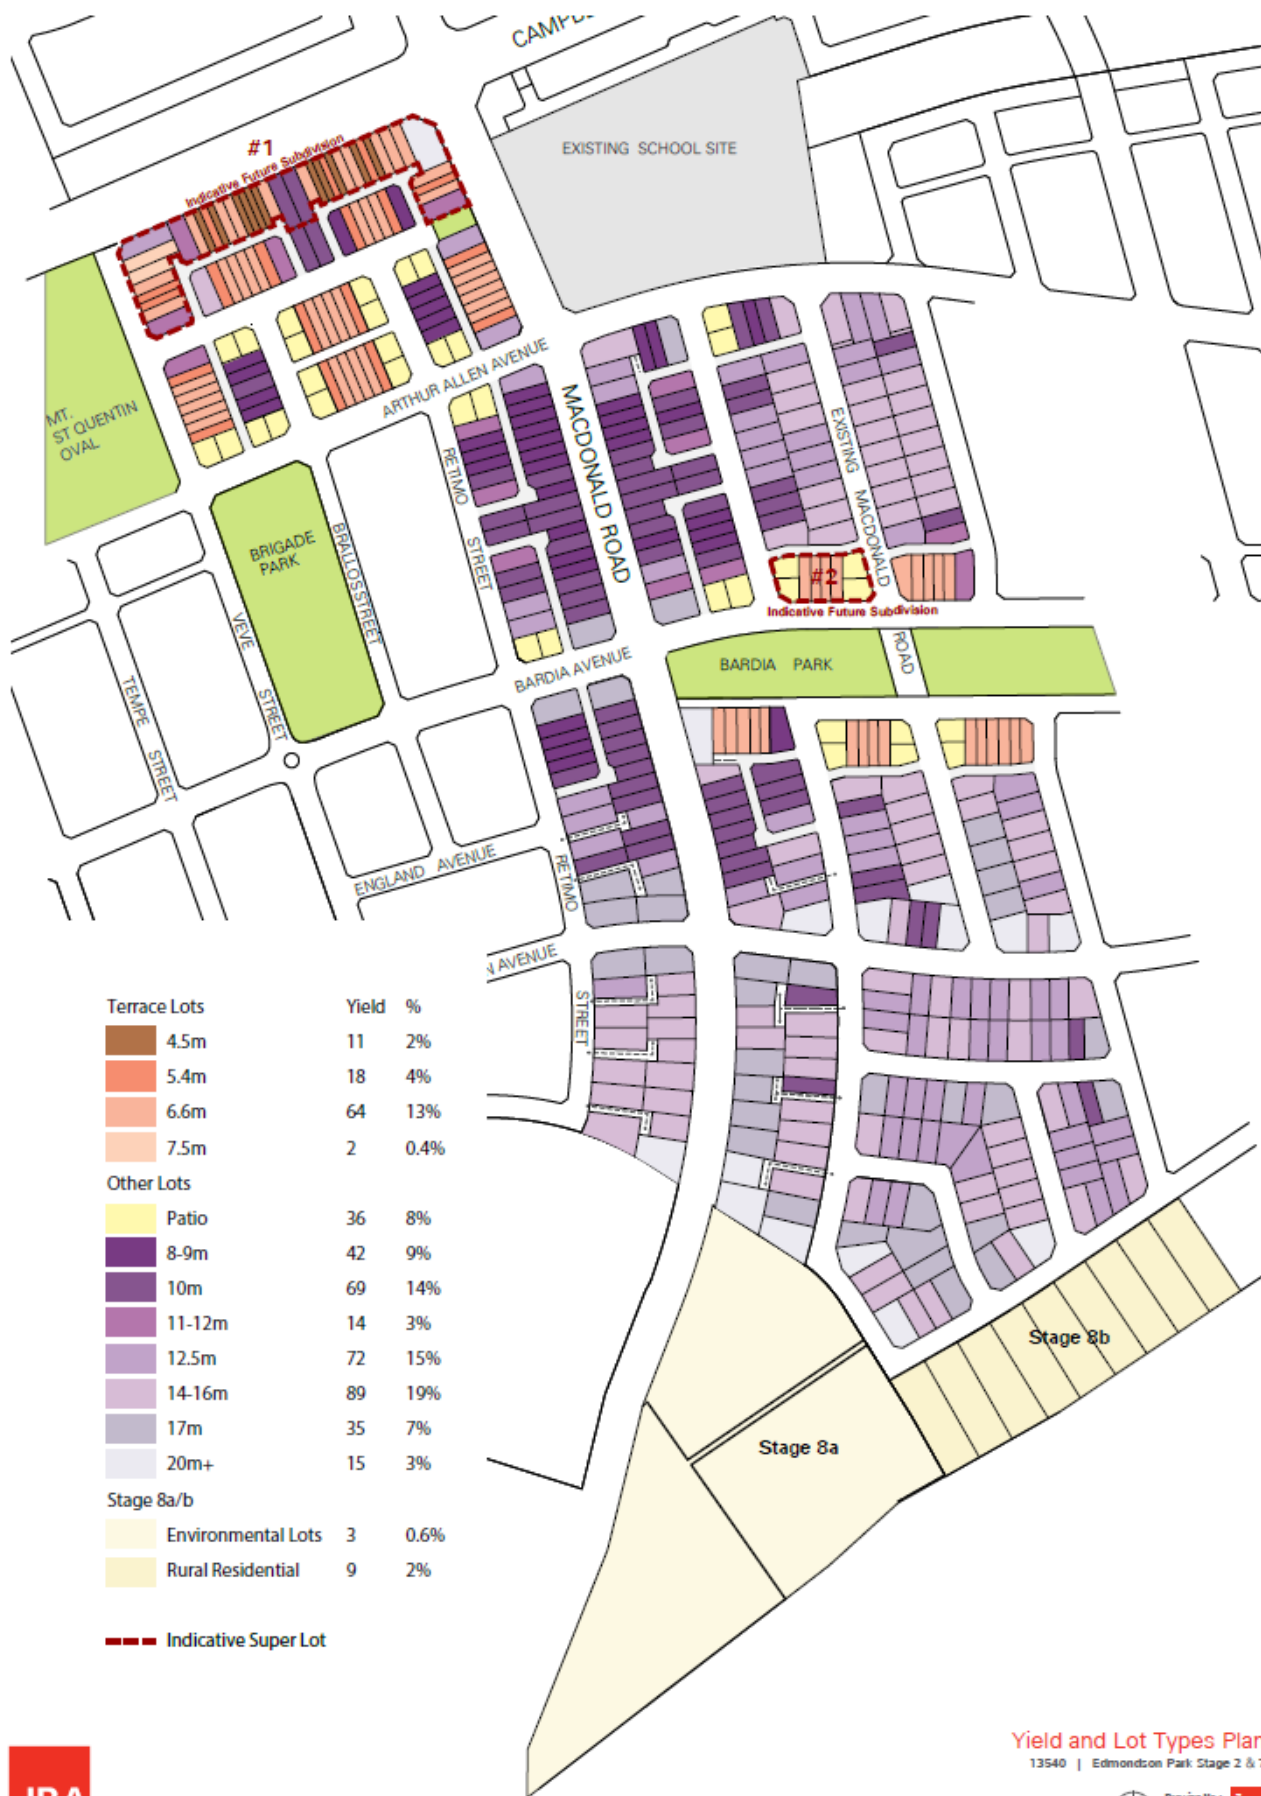 CAMPB
EXISTING SCHOOL SITE
#1
Indicative Future Subdivision
MT.
ST QUENTIN
OVAL
ARTHUR ALLEN AVENUE
MACDONALD ROAD
RETIMO
STREET
EXISTING MACDONALD
ROAD
BRIGADE
PARK
BRALLOS STREET
VEVE
STREET
TEMPE
STREET
#2
Indicative Future Subdivision
BARDIA PARK
BARDIA AVENUE
ENGLAND AVENUE
RETIMO
STREET
N AVENUE
Terrace Lots Yield %
4.5m 11 2%
5.4m 18 4%
6.6m 64 13%
7.5m 2 0.4%
Other Lots
Patio 36 8%
8-9m 42 9%
10m 69 14%
11-12m 14 3%
12.5m 72 15%
14-16m 89 19%
17m 35 7%
20m+ 15 3%
Stage 8a/b
Environmental Lots 3 0.6%
Rural Residential 9 2%
Indicative Super Lot
Stage 8b
Stage 8a
Yield and Lot Types Plan
13540 | Edmondson Park Stage 2 & 7